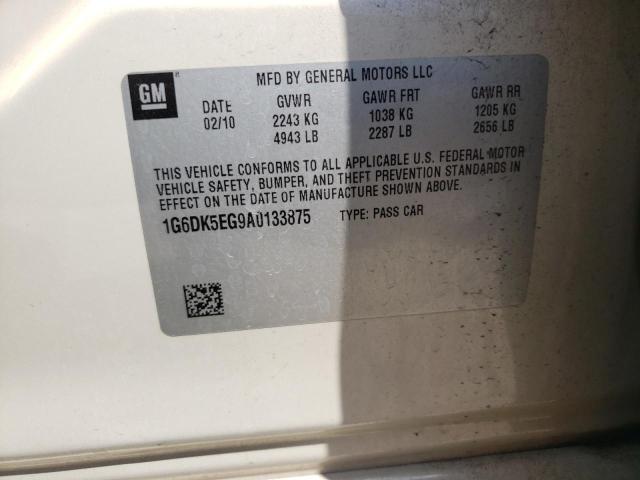 GM
MFD BY GENERAL MOTORS LLC
DATE GVWR GAWR FRT GAWR RR
02/10 2243 KG 1038 KG 1205 KG
4943 LB 2287 LB 2656 LB
THIS VEHICLE CONFORMS TO ALL APPLICABLE U.S. FEDERAL MOTOR
VEHICLE SAFETY, BUMPER, AND THEFT PREVENTION STANDARDS IN
EFFECT ON THE DATE OF MANUFACTURE SHOWN ABOVE.
1G6DK5EG9A0133875 TYPE: PASS CAR